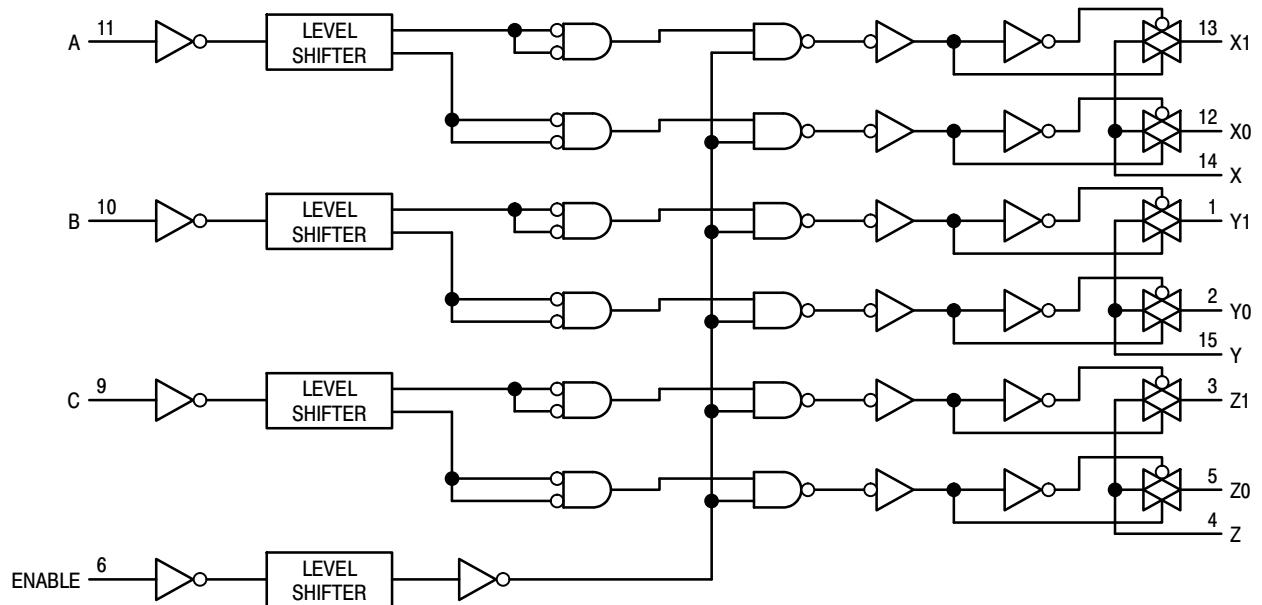 A 11
LEVEL
SHIFTER
13 X1
12 X0
14 X
B 10
LEVEL
SHIFTER
1 Y1
2 Y0
15 Y
C 9
LEVEL
SHIFTER
3 Z1
5 Z0
4 Z
ENABLE 6
LEVEL
SHIFTER